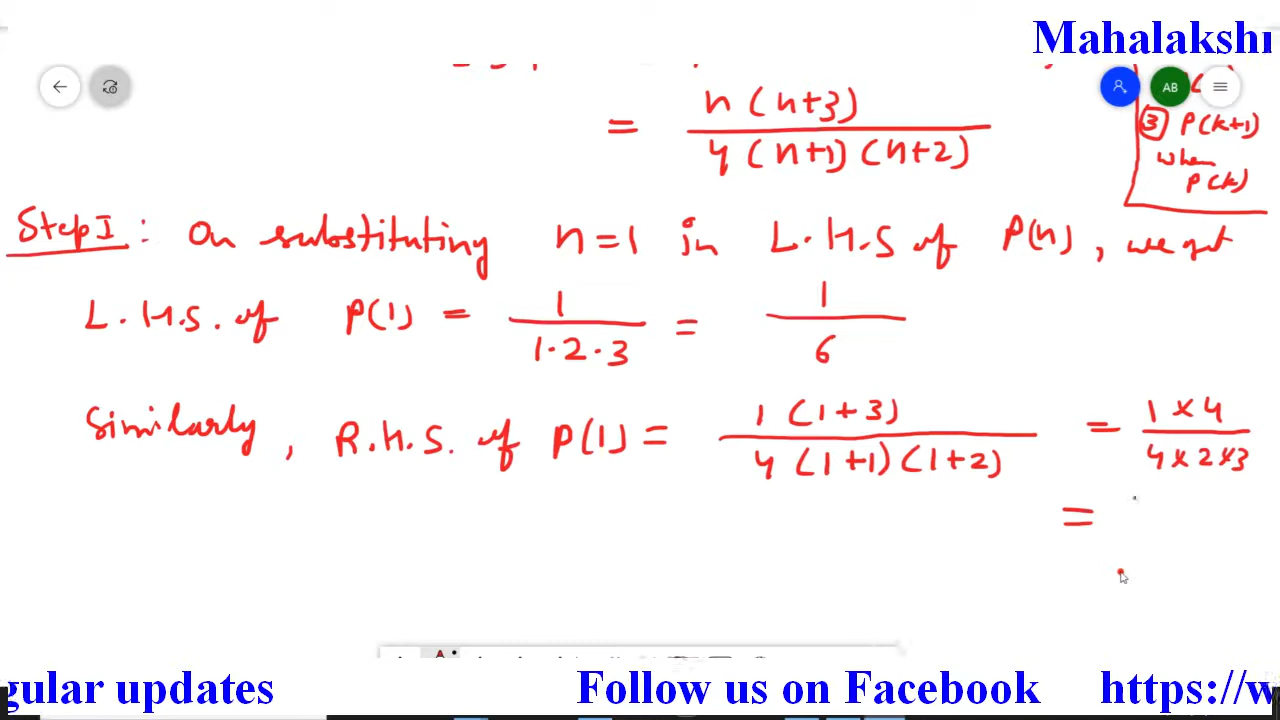 Mahalakshm
AB
n (n+3)
= ―――――
4 (n+1) (n+2)
③ P(k+1)
when
P(k)
Step I : On substituting n=1 in L.H.S of P(n), we get
L.H.S. of P(1) = 1/1·2·3 = 1/6
Similarly, R.H.S. of P(1) = 1(1+3)/4(1+1)(1+2) = 1×4/4×2×3
=
gular updates Follow us on Facebook https://w